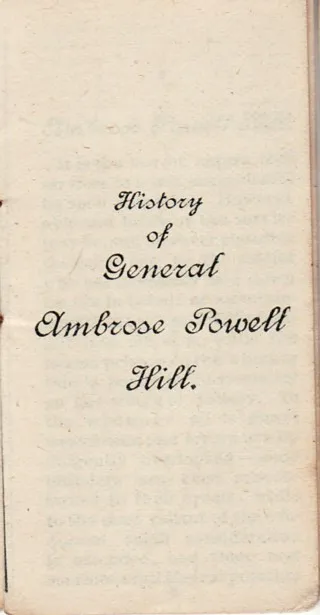 History
of
General
Ambrose Powell
Hill.